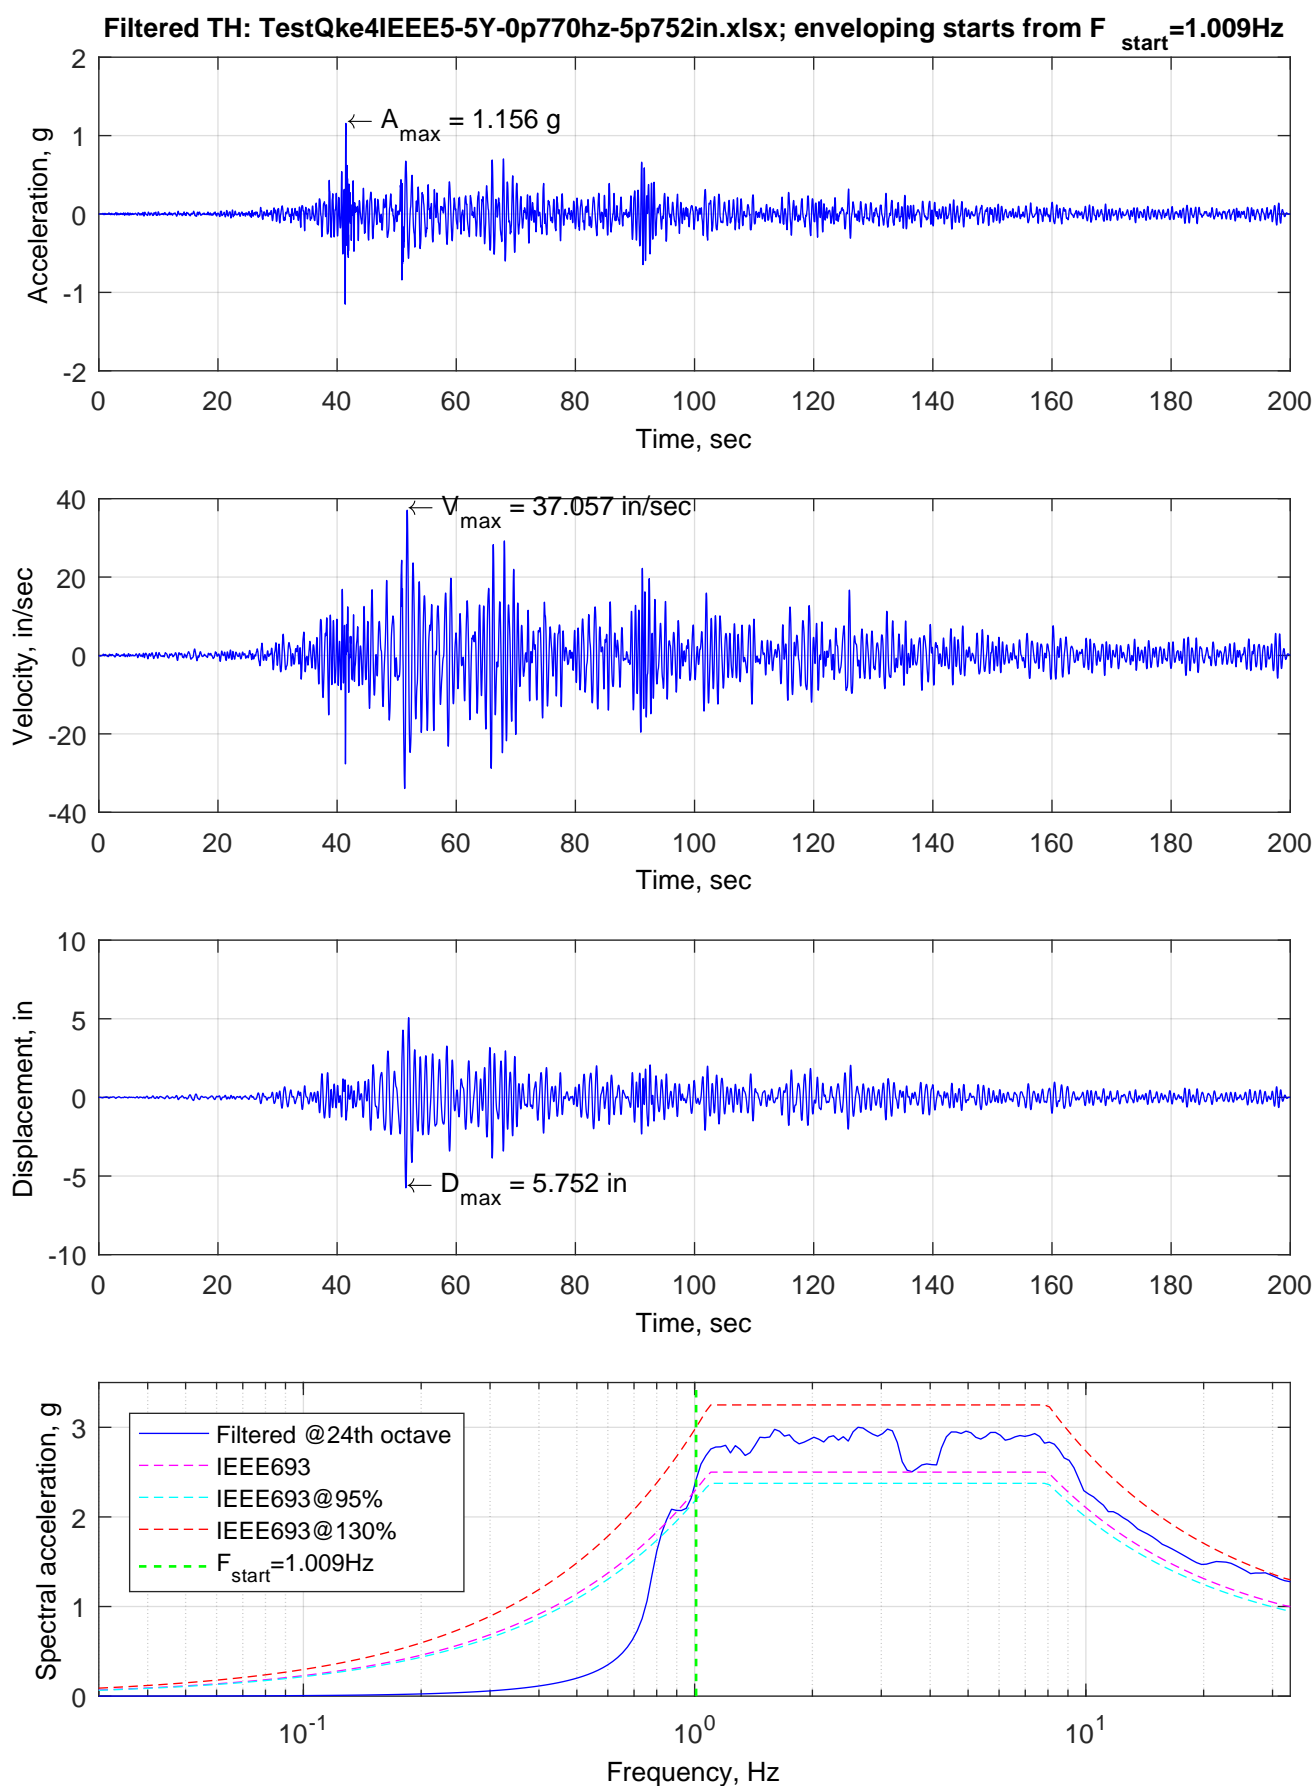 Filtered TH: TestQke4IEEE5-5Y-0p770hz-5p752in.xlsx; enveloping starts from F start=1.009Hz
2
1
0
-1
-2
Acceleration, g
← Amax = 1.156 g
0 20 40 60 80 100 120 140 160 180 200
Time, sec
40
20
0
-20
-40
Velocity, in/sec
← Vmax = 37.057 in/sec
0 20 40 60 80 100 120 140 160 180 200
Time, sec
10
5
0
-5
-10
Displacement, in
← Dmax = 5.752 in
0 20 40 60 80 100 120 140 160 180 200
Time, sec
3
2
1
0
Spectral acceleration, g
Filtered @24th octave
IEEE693
IEEE693@95%
IEEE693@130%
Fstart=1.009Hz
10-1 100 101
Frequency, Hz